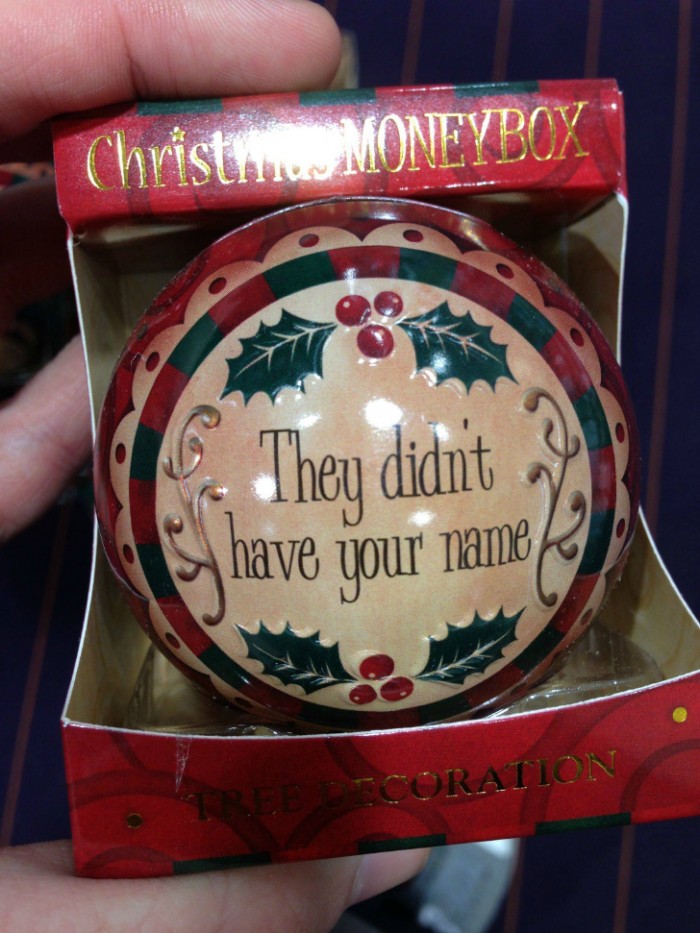 Christmas MONEYBOX
They didn't
have your name
TREE DECORATION